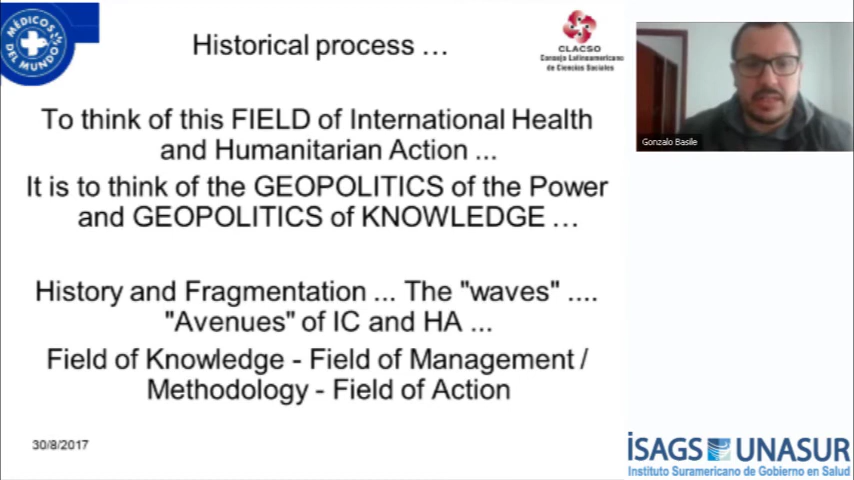 MÉDICOS
DEL MUNDO
Historical process ...
CLACSO
Consejo Latinoamericano
de Ciencias Sociales
Gonzalo Basile
To think of this FIELD of International Health
and Humanitarian Action ...
It is to think of the GEOPOLITICS of the Power
and GEOPOLITICS of KNOWLEDGE ...
History and Fragmentation ... The "waves" ....
"Avenues" of IC and HA ...
Field of Knowledge - Field of Management /
Methodology - Field of Action
30/8/2017
iSAGS UNASUR
Instituto Suramericano de Gobierno en Salud